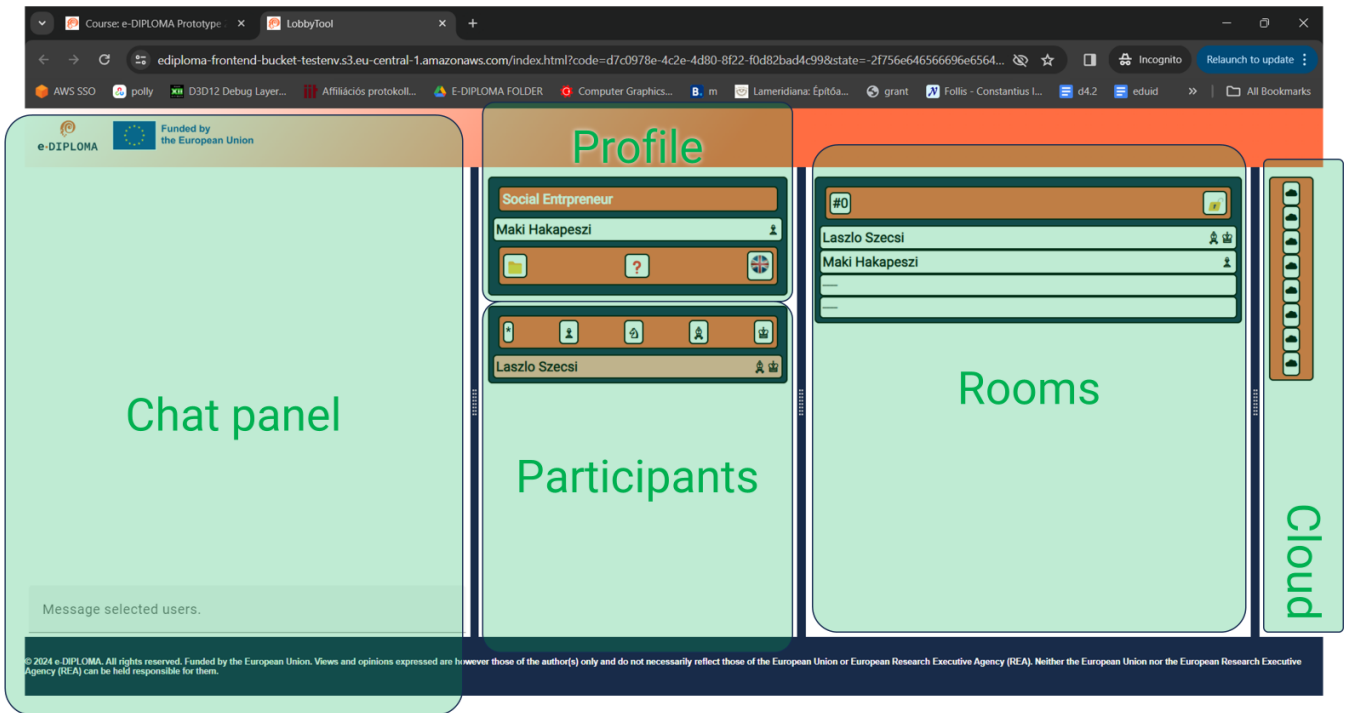 Course: e-DIPLOMA Prototype
LobbyTool
ediploma-frontend-bucket-testenv.s3.eu-central-1.amazonaws.com/index.html?code=d7c0978e-4c2e-4d80-8f22-f0d82bad4c99&state=-2f756e646566696e6564...
Incognito
Relaunch to update
AWS SSO
polly
D3D12 Debug Layer...
Affiliációs protokoll...
E-DIPLOMA FOLDER
Computer Graphics...
B. m
Lameridiana: Építőa...
grant
Follis - Constantius I...
d4.2
eduid
»
All Bookmarks
e-DIPLOMA
Funded by
the European Union
Profile
Social Entrpreneur
Maki Hakapeszi
?
*
Laszlo Szecsi
Participants
#0
Laszlo Szecsi
Maki Hakapeszi
—
—
Rooms
Cloud
Chat panel
Message selected users.
© 2024 e-DIPLOMA. All rights reserved. Funded by the European Union. Views and opinions expressed are however those of the author(s) only and do not necessarily reflect those of the European Union or European Research Executive Agency (REA). Neither the European Union nor the European Research Executive
Agency (REA) can be held responsible for them.